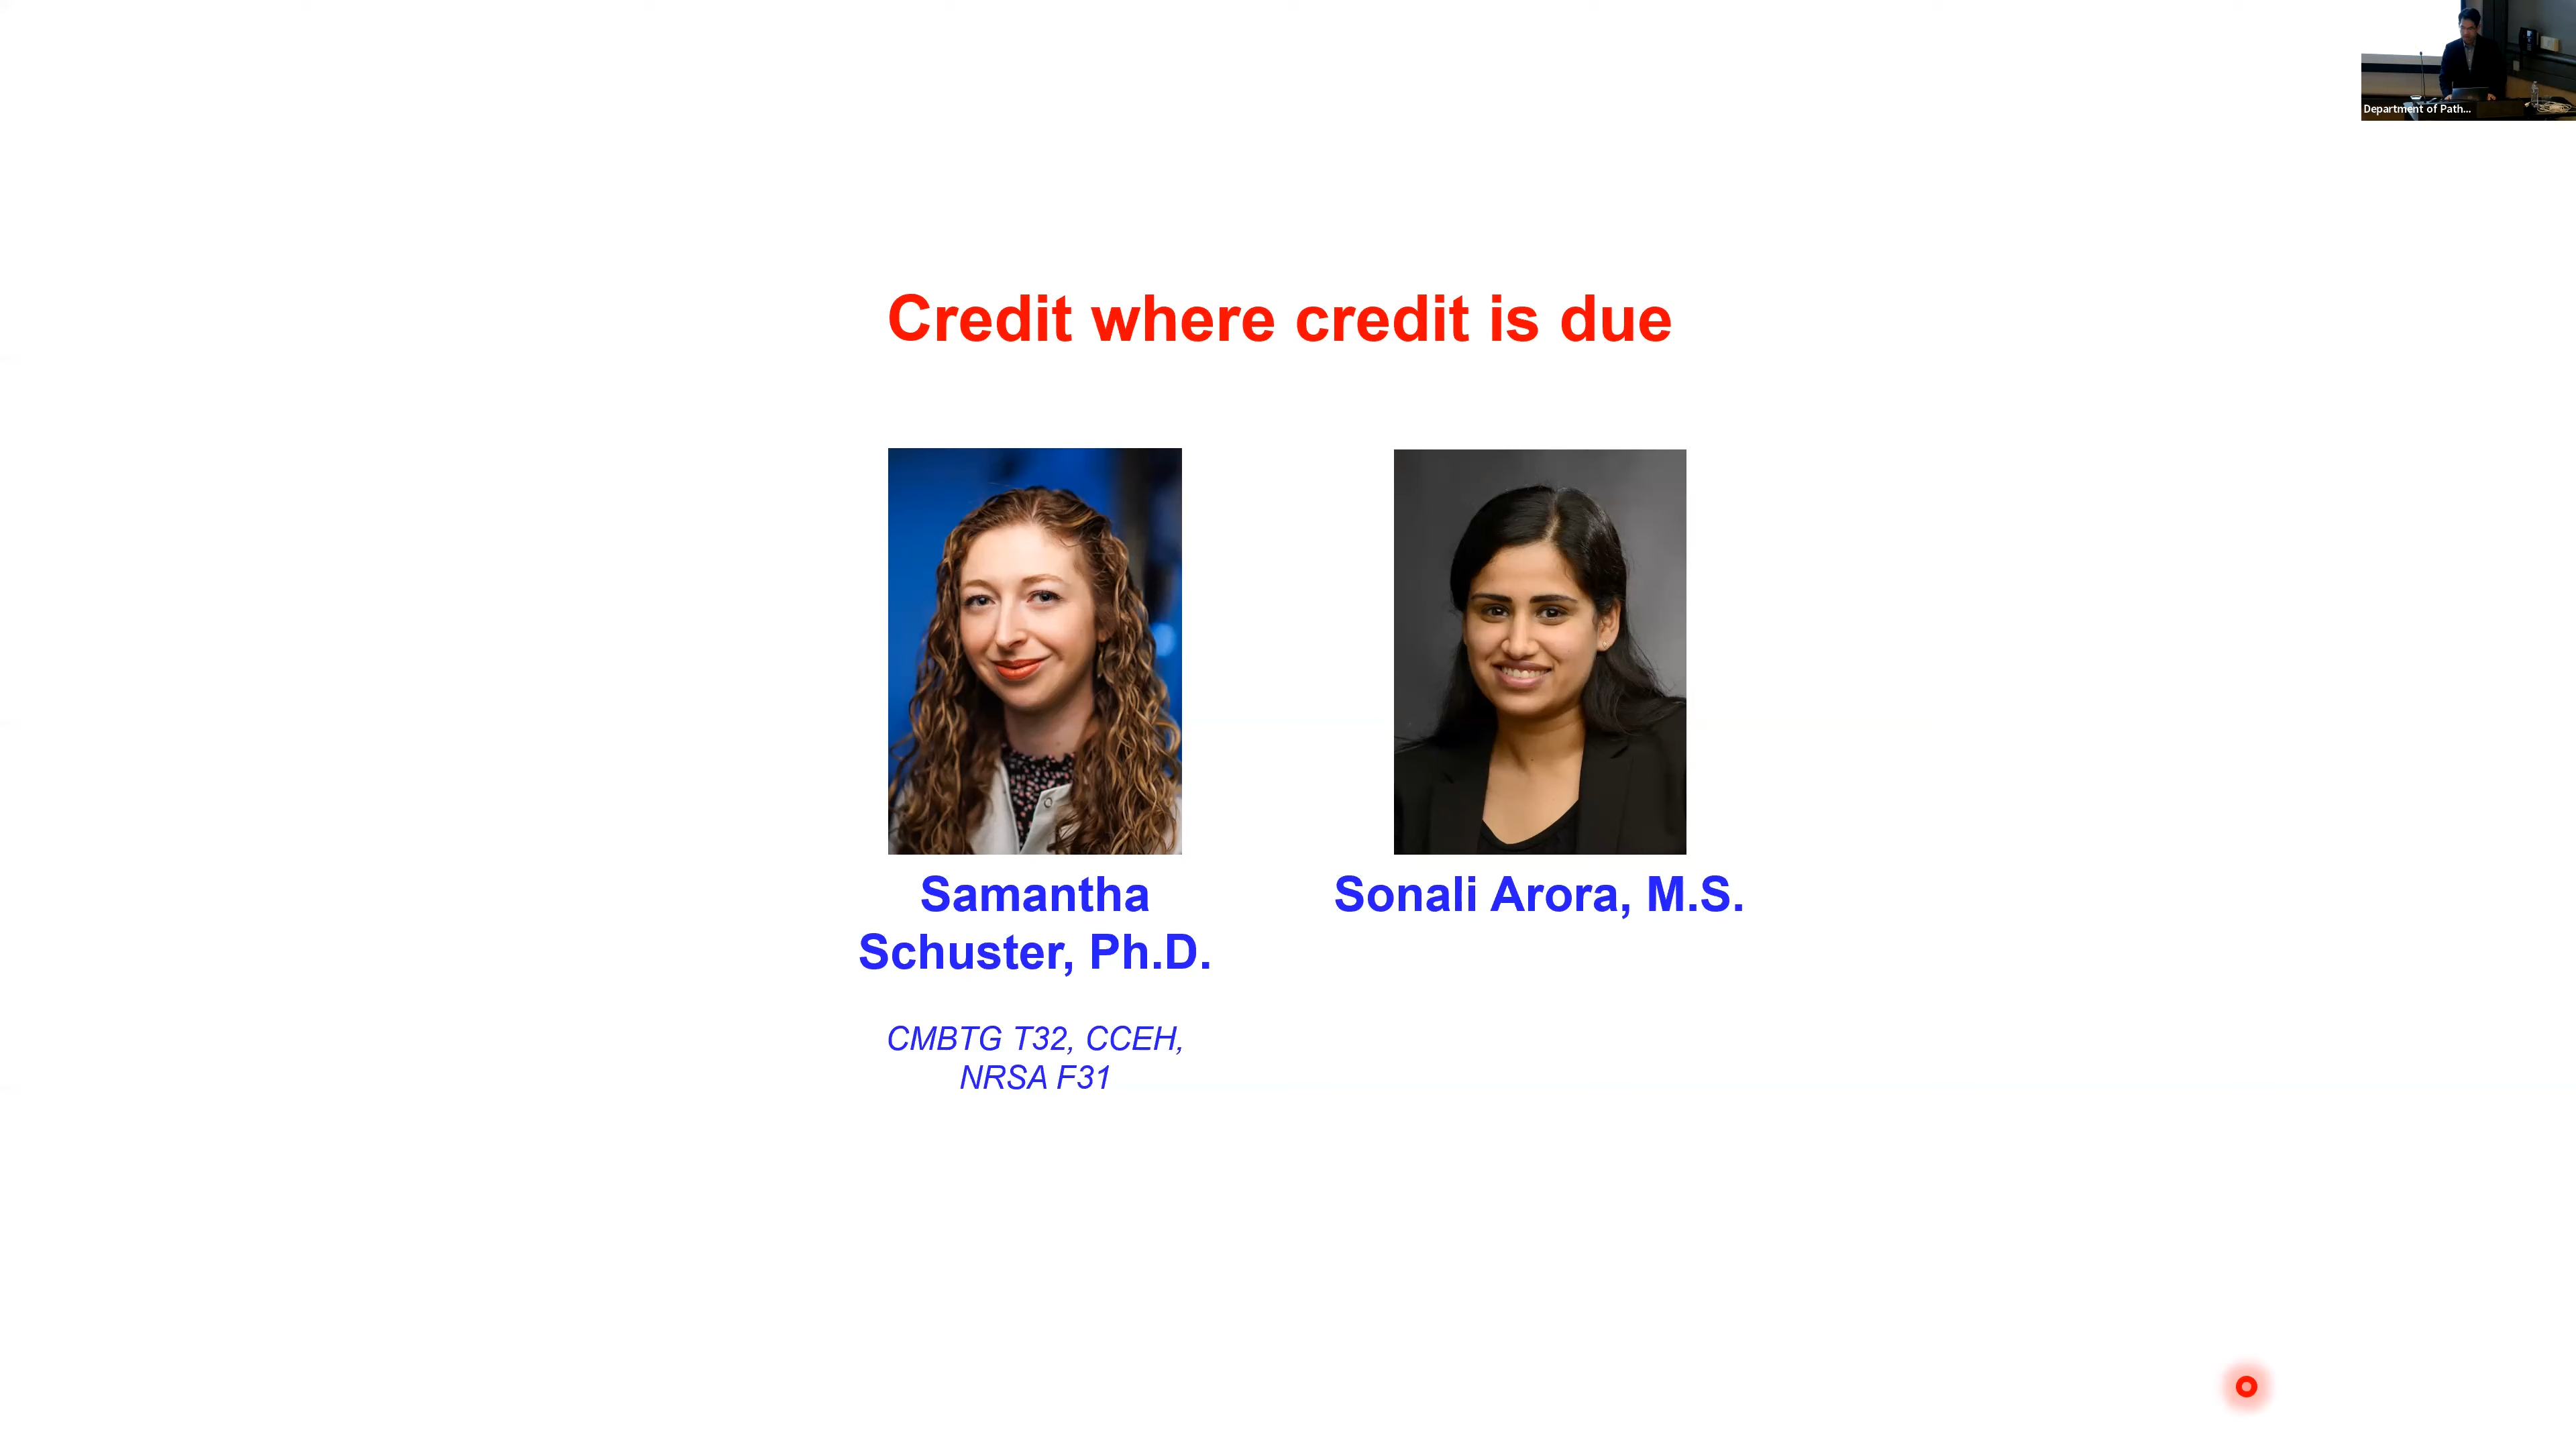 Department of Path...
Credit where credit is due
Samantha
Schuster, Ph.D.
Sonali Arora, M.S.
CMBTG T32, CCEH,
NRSA F31